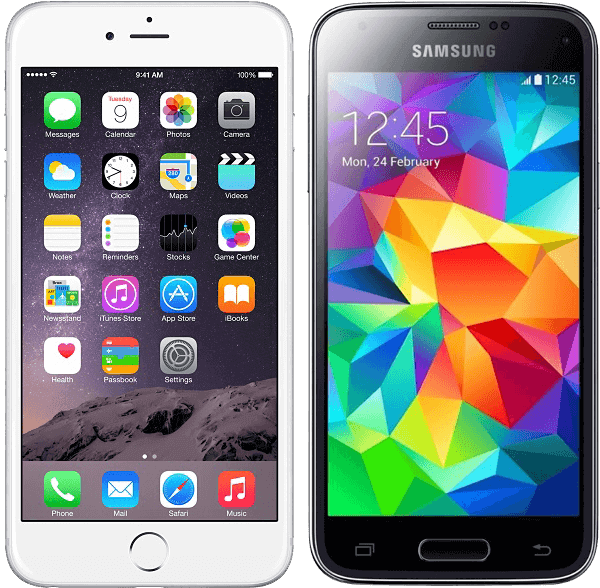 9:41 AM 100%
Tuesday
9
Messages Calendar Photos Camera
280
Weather Clock Maps Videos
Notes Reminders Stocks Game Center
Newsstand iTunes Store App Store iBooks
Health Passbook Settings
Phone Mail Safari Music
SAMSUNG
12:45
12:45
Mon, 24 February